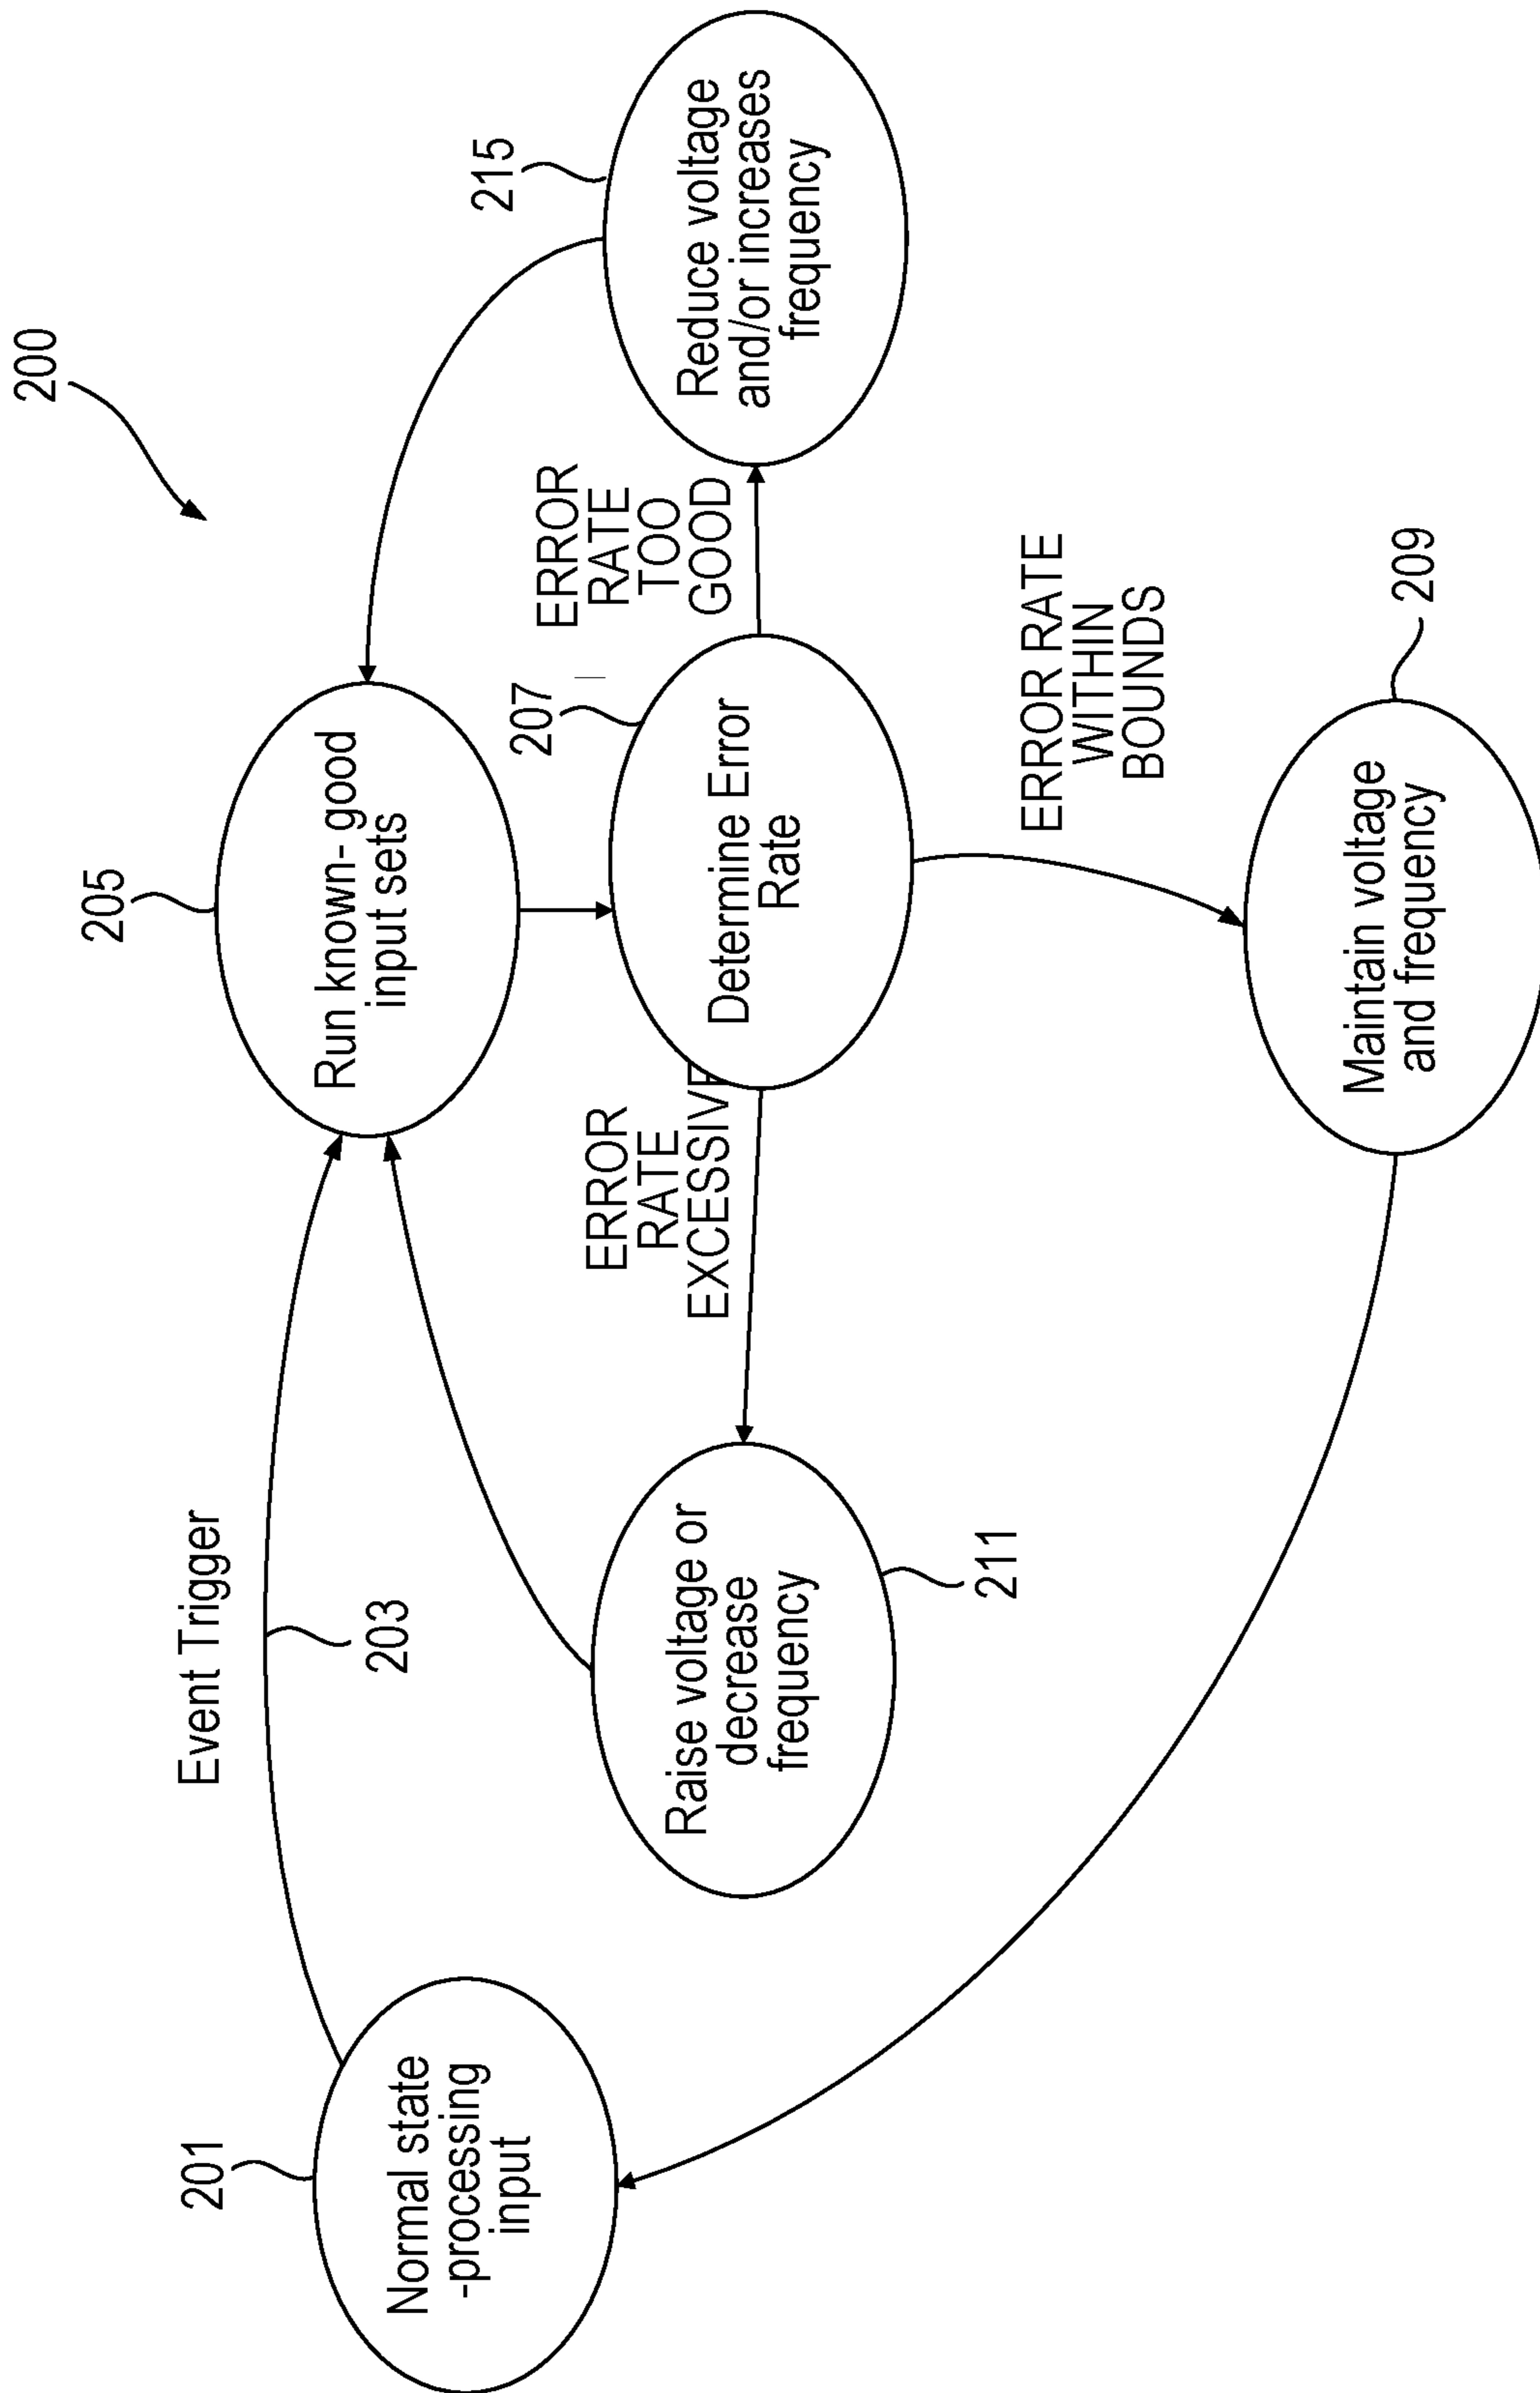 200
205
Run known- good
input sets
Event Trigger
203
201
Normal state
-processing
input
215
Reduce voltage
and/or increases
frequency
207
Determine Error
Rate
ERROR
RATE
TOO
GOOD
ERROR
RATE
EXCESSIVE
Raise voltage or
decrease
frequency
211
ERROR RATE
WITHIN
BOUNDS
209
Maintain voltage
and frequency